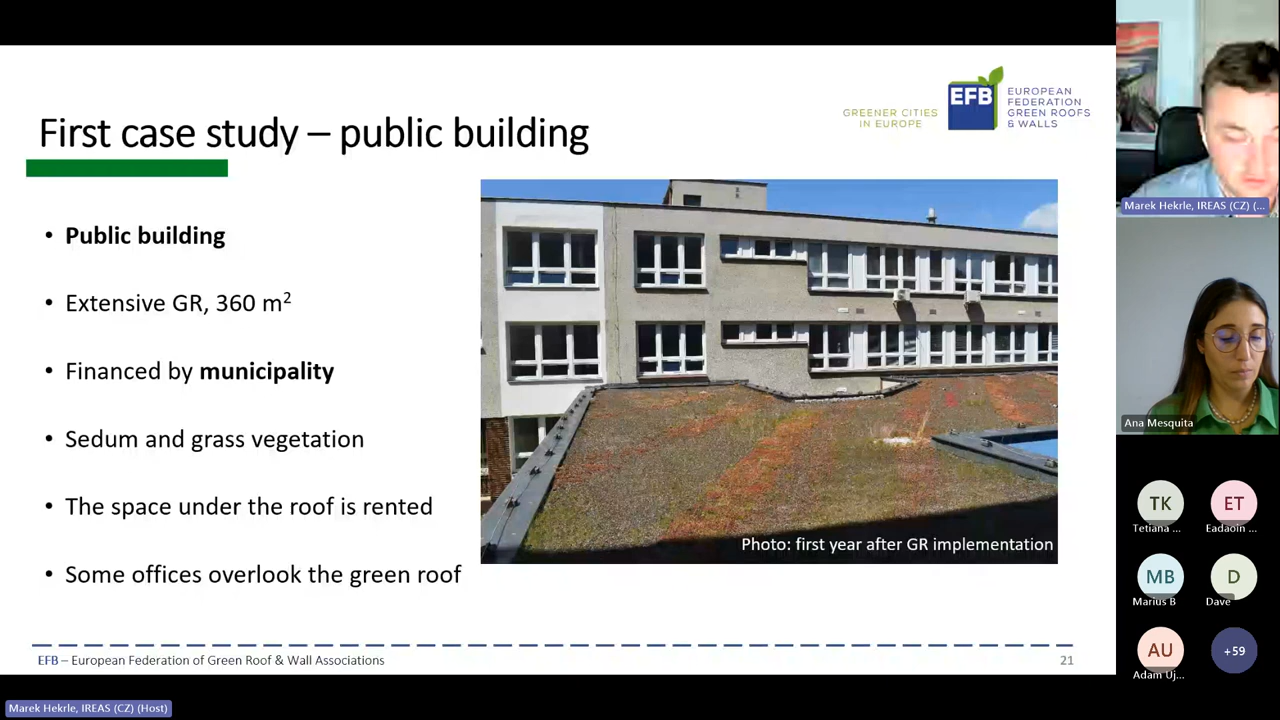 First case study – public building
GREENER CITIES
IN EUROPE
EFB
EUROPEAN
FEDERATION
GREEN ROOFS
& WALLS
• Public building
• Extensive GR, 360 m²
• Financed by municipality
• Sedum and grass vegetation
• The space under the roof is rented
• Some offices overlook the green roof
Photo: first year after GR implementation
EFB – European Federation of Green Roof & Wall Associations
21
Marek Hekrle, IREAS (CZ) (...
Ana Mesquita
TK
Tetiana ...
ET
Eadaoin ...
MB
Marius B
D
Dave
AU
Adam Uj...
+59
Marek Hekrle, IREAS (CZ) (Host)